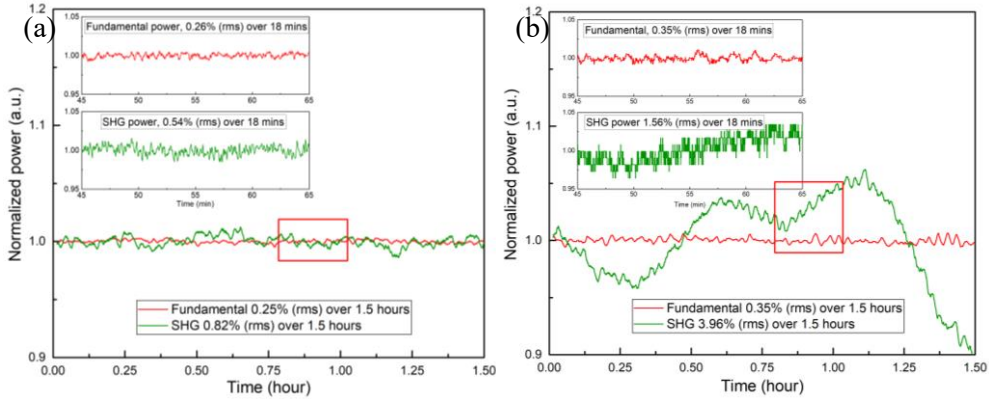 (a)
Normalized power (a.u.)
1.2
1.1
1.0
0.9
Fundamental power, 0.26% (rms) over 18 mins
1.05
1.00
0.95
45 50 55 60 65
SHG power, 0.54% (rms) over 18 mins
1.05
1.00
0.95
45 50 55 60 65
Time (min)
Fundamental 0.25% (rms) over 1.5 hours
SHG 0.82% (rms) over 1.5 hours
0.00 0.25 0.50 0.75 1.00 1.25 1.50
Time (hour)
(b)
Normalized power (a.u.)
1.2
1.1
1.0
0.9
Fundamental, 0.35% (rms) over 18 mins
1.05
1.00
0.95
45 50 55 60 65
SHG power 1.56% (rms) over 18 mins
1.05
1.00
0.95
45 50 55 60 65
Time (min)
Fundamental 0.35% (rms) over 1.5 hours
SHG 3.96% (rms) over 1.5 hours
0.00 0.25 0.50 0.75 1.00 1.25 1.50
Time (hour)